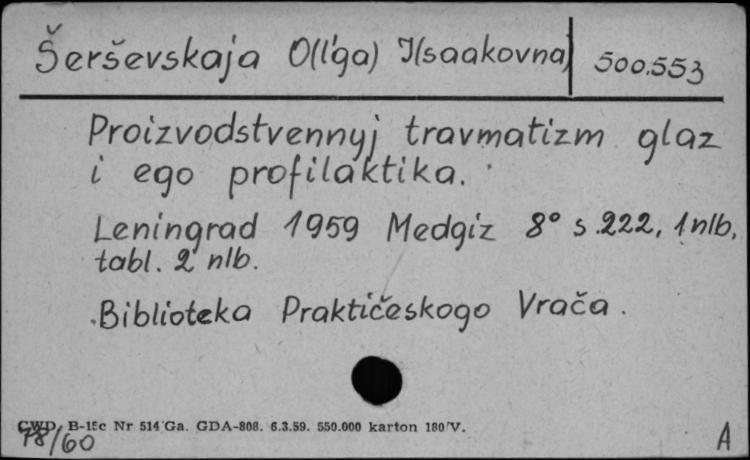 Šerševskaja O(l'ga) I(saakovna) 500.553
Proizvodstvennyj travmatizm glaz
i ego profilaktika.
Leningrad 1959 Medgiz 8° s.222, 1 nlb,
tabl. 2 nlb.
Biblioteka Praktičeskogo Vrača.
CWD, B-15c Nr 514 Ga. GDA-808. 6.3.59. 550.000 karton 180 V.
78/60 A